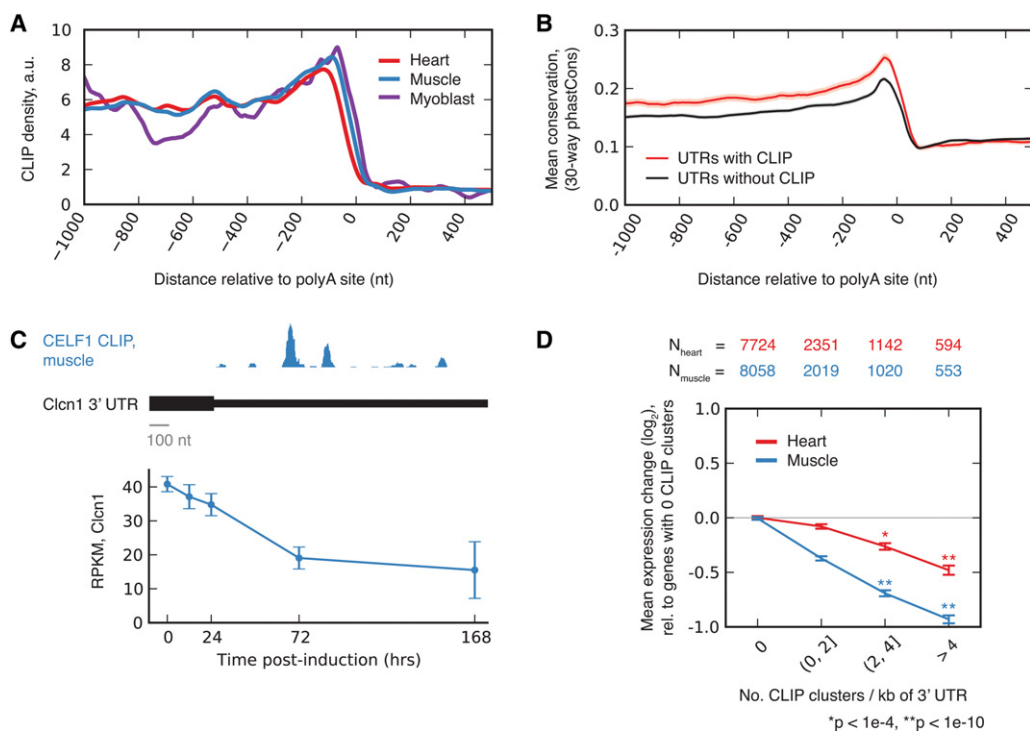 A
CLIP density, a.u.
10
8
6
4
2
0
Heart
Muscle
Myoblast
-1000
-800
-600
-400
-200
0
200
400
Distance relative to polyA site (nt)
B
Mean conservation,
(30-way phastCons)
0.3
0.2
0.1
0.0
UTRs with CLIP
UTRs without CLIP
-1000
-800
-600
-400
-200
0
200
400
Distance relative to polyA site (nt)
C
CELF1 CLIP,
muscle
Clcn1 3' UTR
100 nt
RPKM, Clcn1
40
30
20
10
0
0 24 72 168
Time post-induction (hrs)
D
Nheart = 7724 2351 1142 594
Nmuscle = 8058 2019 1020 553
Mean expression change (log2),
rel. to genes with 0 CLIP clusters
1.0
0.5
0.0
-0.5
-1.0
Heart
Muscle
*
**
**
**
0
(0, 2]
(2, 4]
>4
No. CLIP clusters / kb of 3' UTR
*p < 1e-4, **p < 1e-10